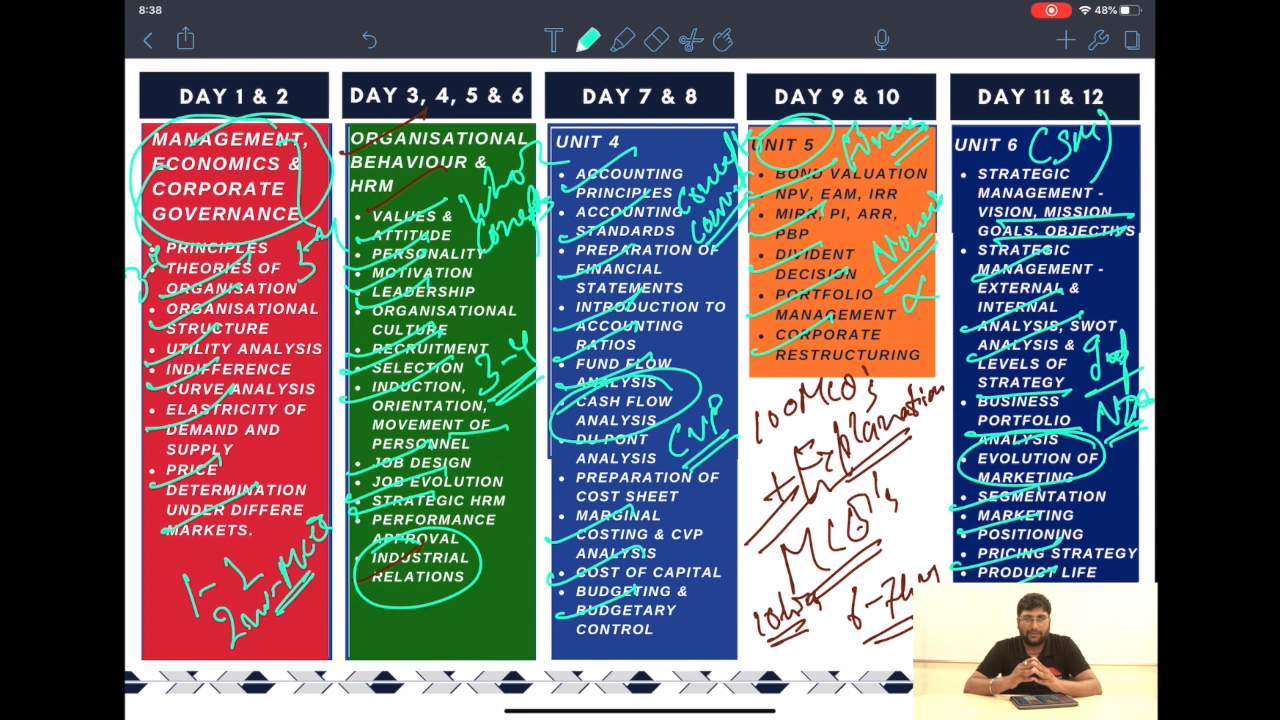 8:38
48%
T
DAY 1 & 2
MANAGEMENT,
ECONOMICS &
CORPORATE
GOVERNANCE
PRINCIPLES
THEORIES OF
ORGANISATION
ORGANISATIONAL
STRUCTURE
UTILITY ANALYSIS
INDIFFERENCE
CURVE ANALYSIS
ELASTRICITY OF
DEMAND AND
SUPPLY
PRICE
DETERMINATION
UNDER DIFFERE
MARKETS.
1-2
DAY 3, 4, 5 & 6
ORGANISATIONAL
BEHAVIOUR &
HRM
VALUES &
ATTITUDE
PERSONALITY
MOTIVATION
LEADERSHIP
ORGANISATIONAL
CULTURE
RECRUITMENT
SELECTION
INDUCTION,
ORIENTATION,
MOVEMENT OF
PERSONNEL
JOB DESIGN
JOB EVOLUTION
STRATEGIC HRM
PERFORMANCE
APPROVAL
INDUSTRIAL
RELATIONS
3-4
DAY 7 & 8
UNIT 4
ACCOUNTING
PRINCIPLES
ACCOUNTING
STANDARDS
PREPARATION OF
FINANCIAL
STATEMENTS
INTRODUCTION TO
ACCOUNTING
RATIOS
FUND FLOW
ANALYSIS
CASH FLOW
ANALYSIS
DU PONT
ANALYSIS
PREPARATION OF
COST SHEET
MARGINAL
COSTING & CVP
ANALYSIS
COST OF CAPITAL
BUDGETING &
BUDGETARY
CONTROL
CVP
DAY 9 & 10
UNIT 5
BOND VALUATION
NPV, EAM, IRR
MIRR, PI, ARR,
PBP
DIVIDENT
DECISION
PORTFOLIO
MANAGEMENT
CORPORATE
RESTRUCTURING
100 MCQ's
+ Explanation
MCQ's
DAY 11 & 12
UNIT 6 (SM)
STRATEGIC
MANAGEMENT -
VISION, MISSION
GOALS, OBJECTIVS
STRATEGIC
MANAGEMENT -
EXTERNAL &
INTERNAL
ANALYSIS, SWOT
ANALYSIS &
LEVELS OF
STRATEGY
BUSINESS
PORTFOLIO
ANALYSIS
EVOLUTION OF
MARKETING
SEGMENTATION
MARKETING
POSITIONING
PRICING STRATEGY
PRODUCT LIFE